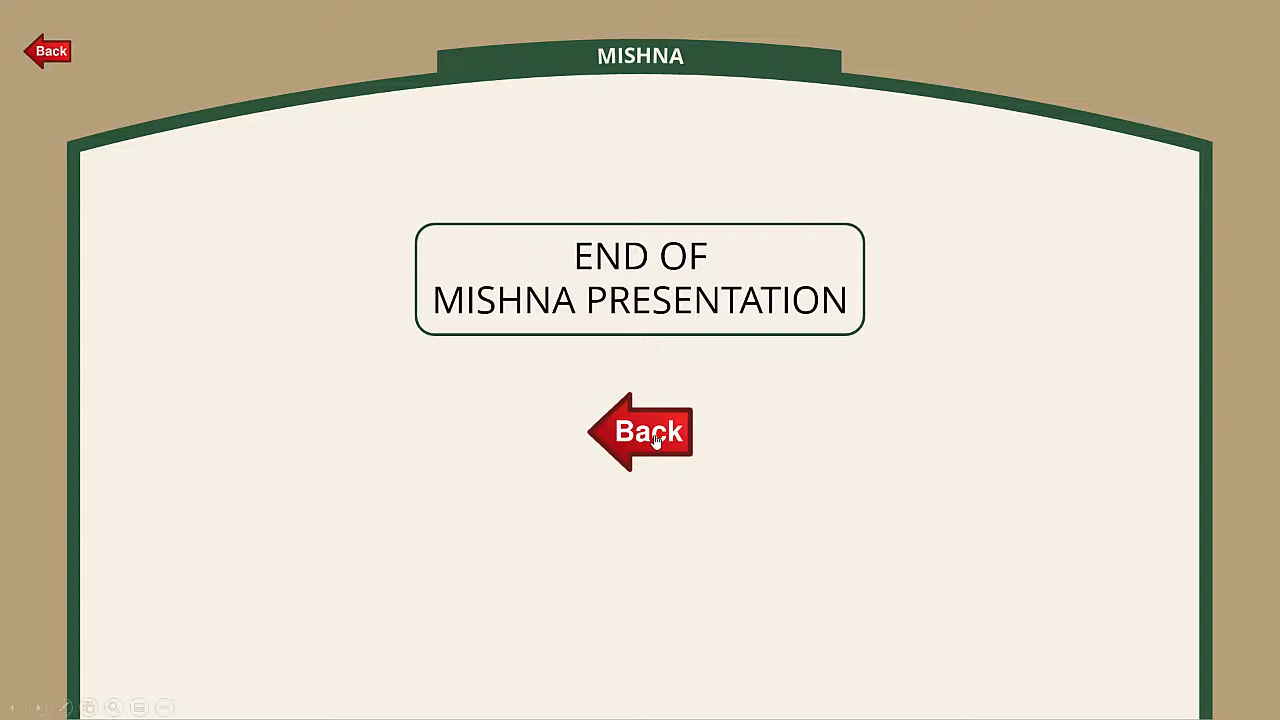 Back
MISHNA
END OF
MISHNA PRESENTATION
Back